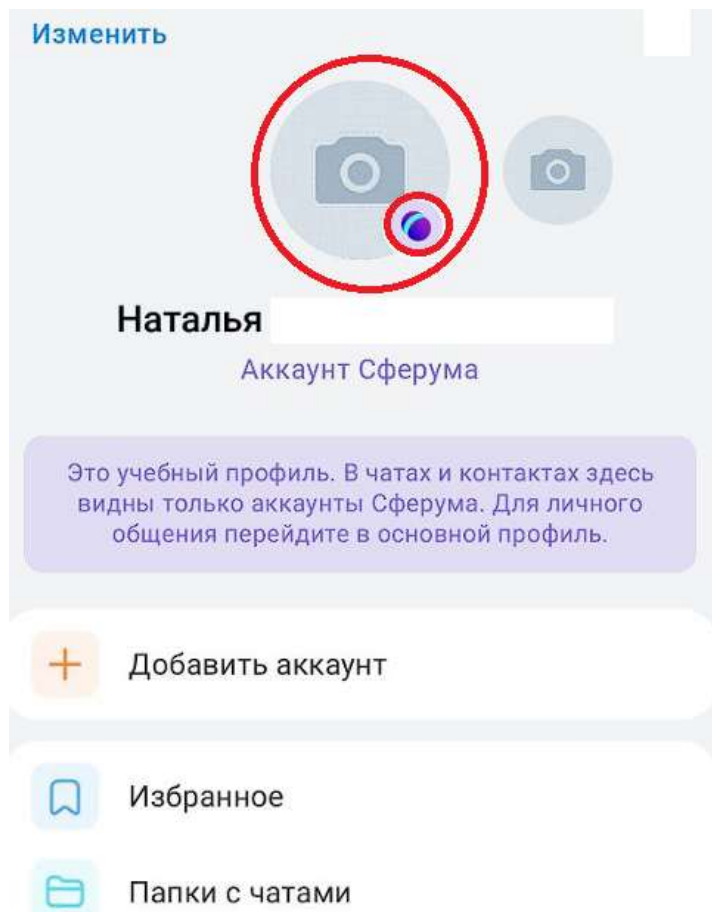 Изменить
Наталья
Аккаунт Сферума
Это учебный профиль. В чатах и контактах здесь
видны только аккаунты Сферума. Для личного
общения перейдите в основной профиль.
Добавить аккаунт
Избранное
Папки с чатами